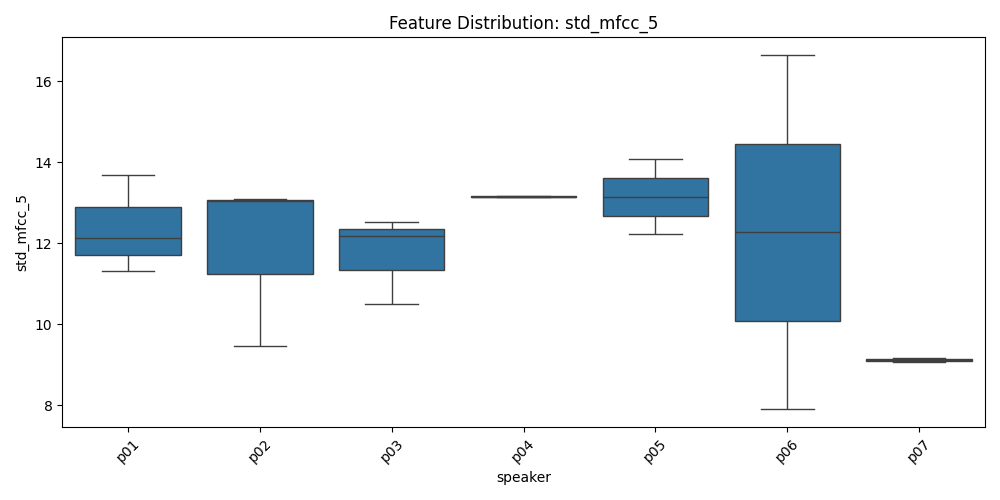 Feature Distribution: std_mfcc_5
std_mfcc_5
16
14
12
10
8
p01 p02 p03 p04 p05 p06 p07
speaker